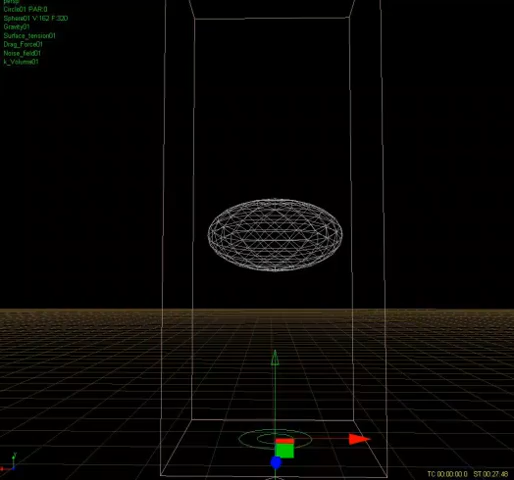 persp
Circle01 PAR:0
Sphere01 V:162 F:320
Gravity01
Surface_tension01
Drag_Force01
Noise_field01
k_Volume01
TC 00:00:00:0 ST 00:27:48